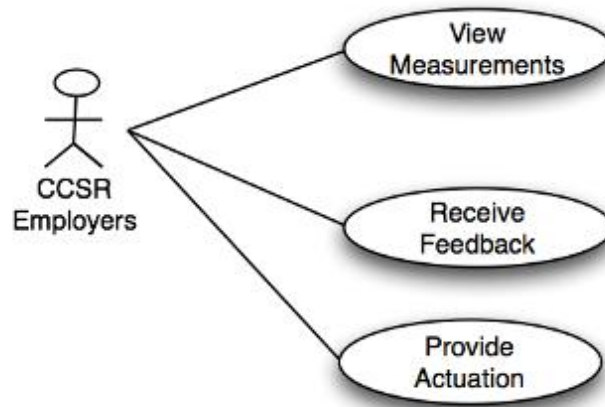 View
Measurements
CCSR
Employers
Receive
Feedback
Provide
Actuation